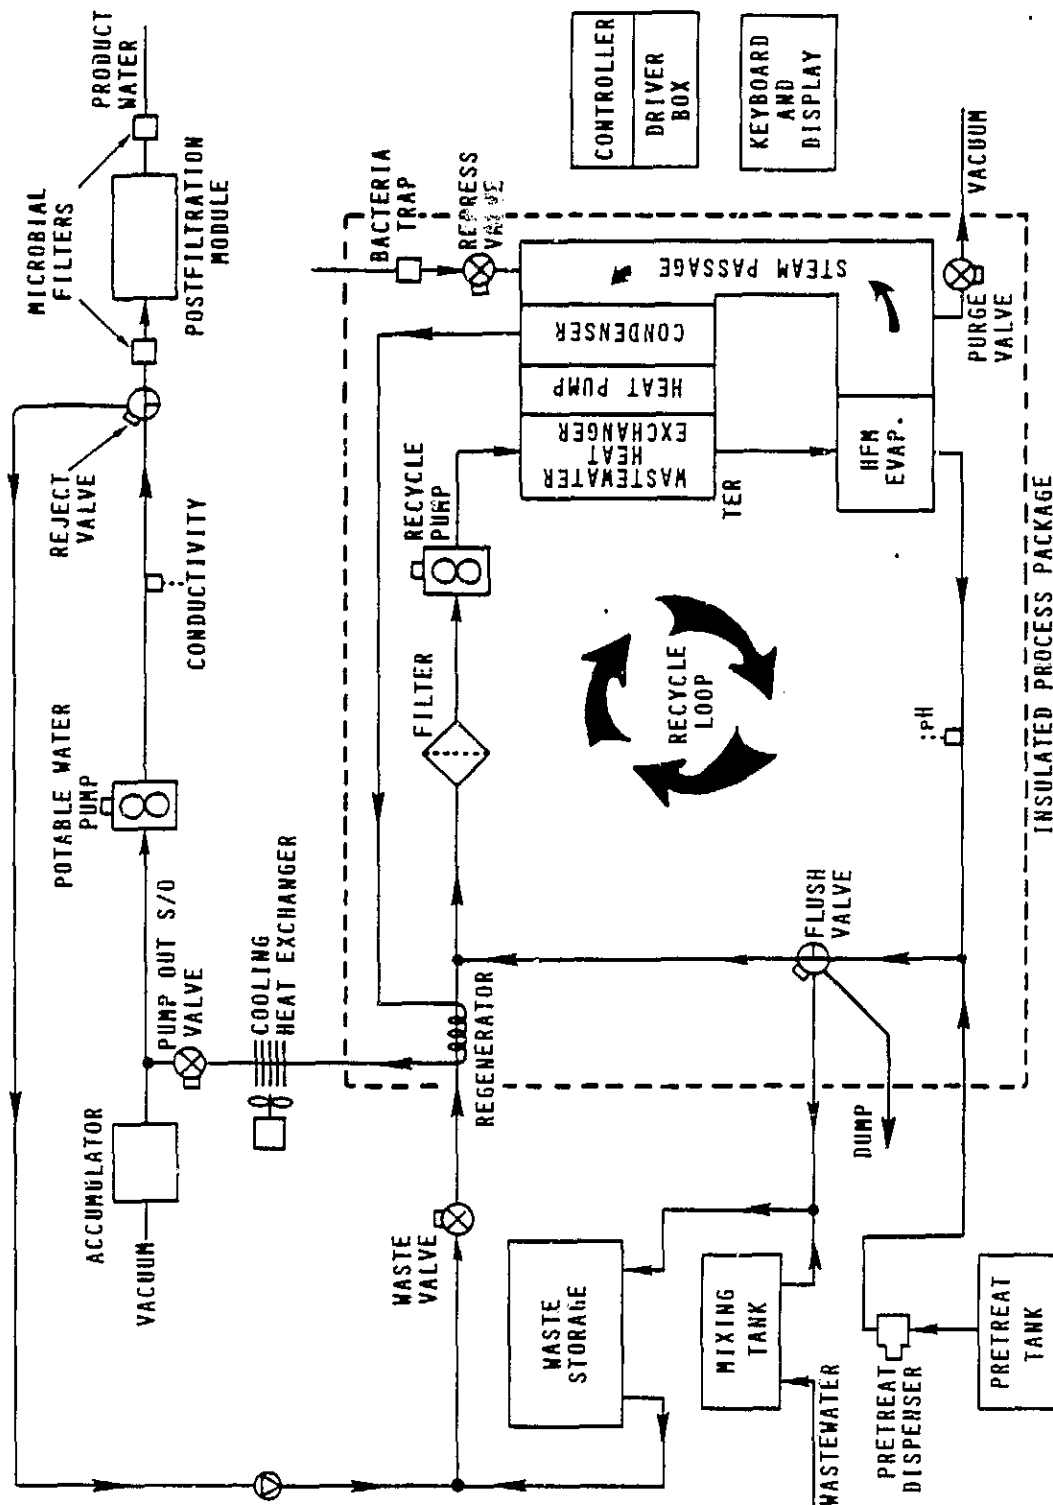 PRODUCT
WATER
MICROBIAL
FILTERS
POSTFILTRATION
MODULE
REJECT
VALVE
CONDUCTIVITY
POTABLE WATER
PUMP
PUMP OUT S/O
VALVE
COOLING
HEAT EXCHANGER
ACCUMULATOR
VACUUM
CONTROLLER
DRIVER
BOX
KEYBOARD
AND
DISPLAY
BACTERIA
TRAP
REPRESS
VALVE
STEAM PASSAGE
CONDENSER
HEAT PUMP
WASTEWATER
HEAT
EXCHANGER
TER
HFM
EVAP.
PURGE
VALVE
VACUUM
RECYCLE
PUMP
FILTER
RECYCLE
LOOP
REGENERATOR
:pH
FLUSH
VALVE
DUMP
INSULATED PROCESS PACKAGE
WASTE
VALVE
WASTE
STORAGE
MIXING
TANK
WASTEWATER
PRETREAT
DISPENSER
PRETREAT
TANK